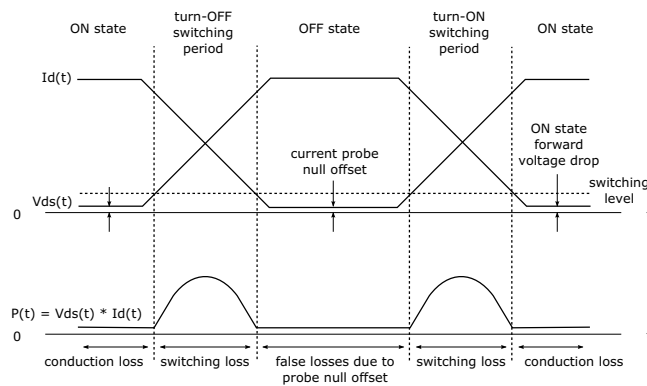 ON state
turn-OFF
switching
period
OFF state
turn-ON
switching
period
ON state
Id(t)
current probe
null offset
ON state
forward
voltage drop
switching
level
Vds(t)
0
P(t) = Vds(t) * Id(t)
0
conduction loss
switching loss
false losses due to
probe null offset
switching loss
conduction loss